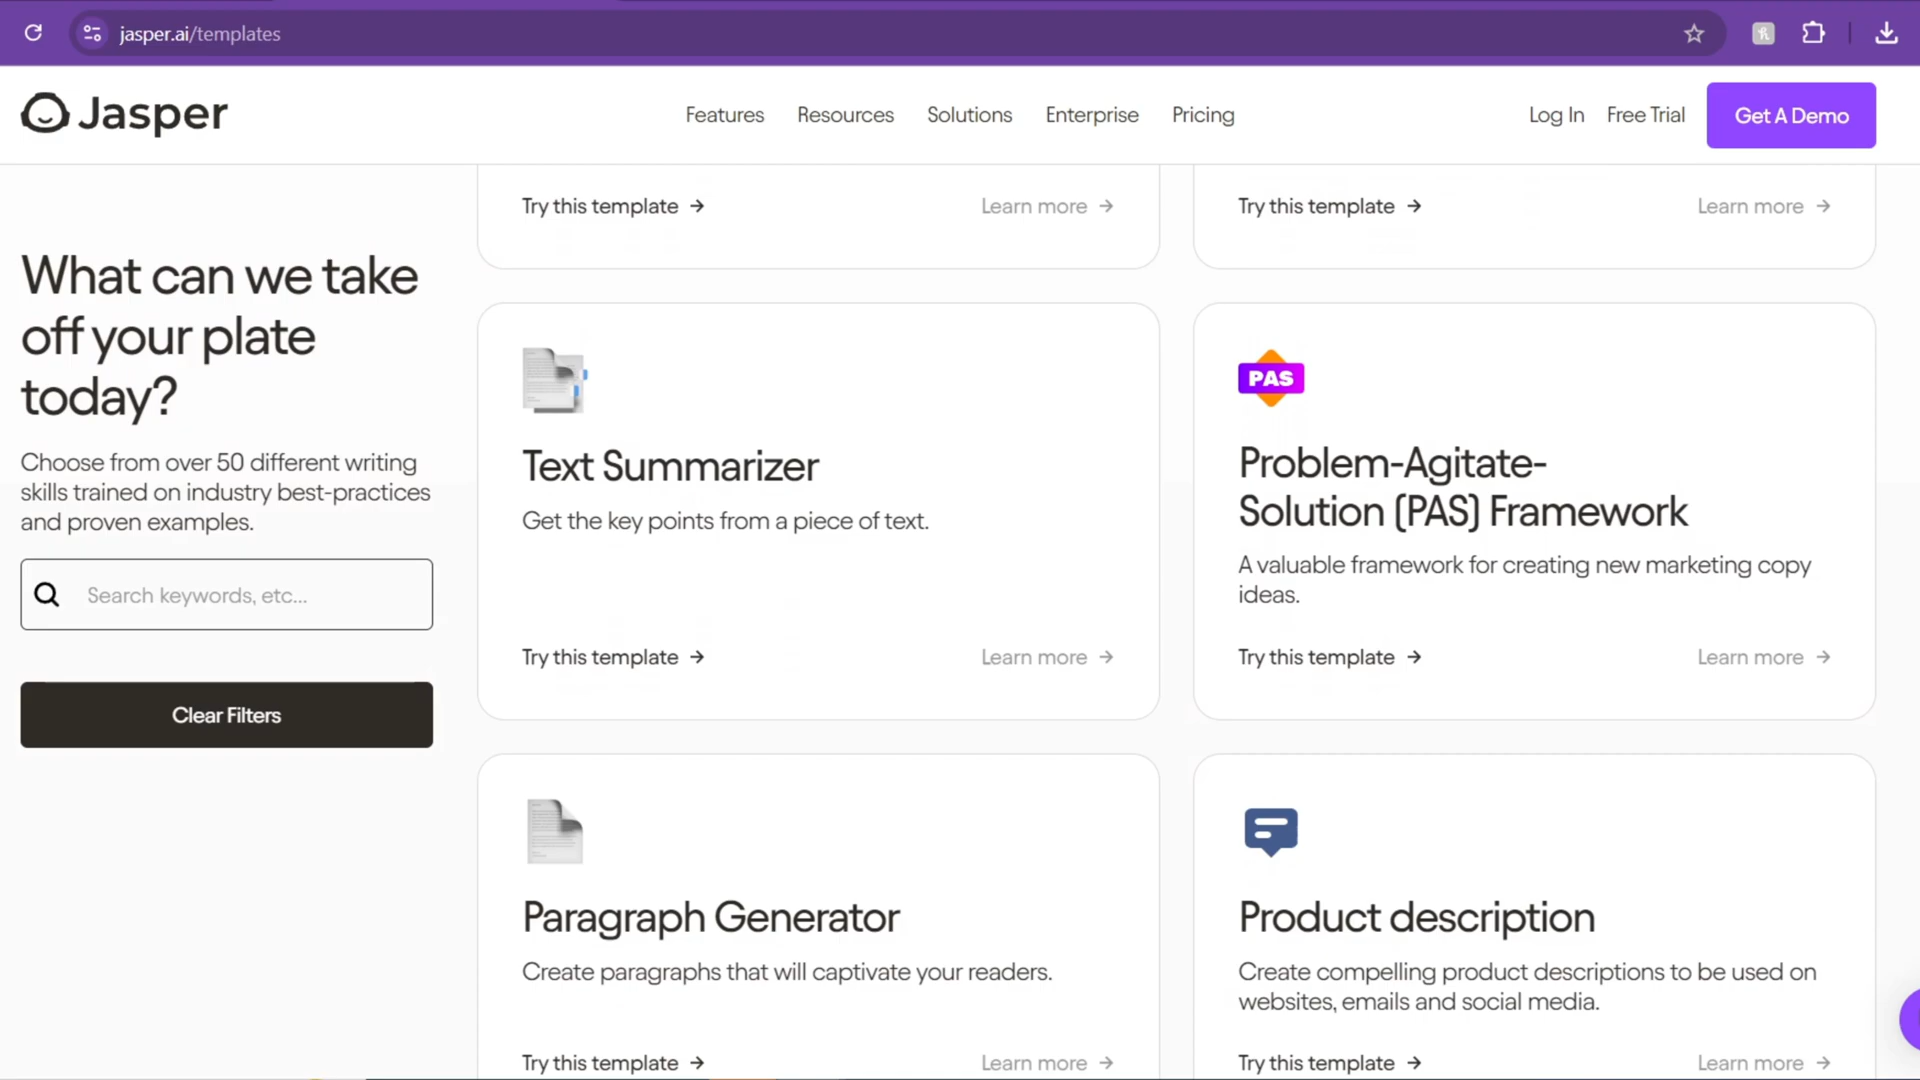 jasper.ai/templates
Jasper
Features Resources Solutions Enterprise Pricing
Log In Free Trial Get A Demo
What can we take
off your plate
today?
Choose from over 50 different writing
skills trained on industry best-practices
and proven examples.
Search keywords, etc...
Clear Filters
Try this template → Learn more →
Try this template → Learn more →
Text Summarizer
Get the key points from a piece of text.
Try this template → Learn more →
PAS
Problem-Agitate-
Solution (PAS) Framework
A valuable framework for creating new marketing copy
ideas.
Try this template → Learn more →
Paragraph Generator
Create paragraphs that will captivate your readers.
Try this template → Learn more →
Product description
Create compelling product descriptions to be used on
websites, emails and social media.
Try this template → Learn more →